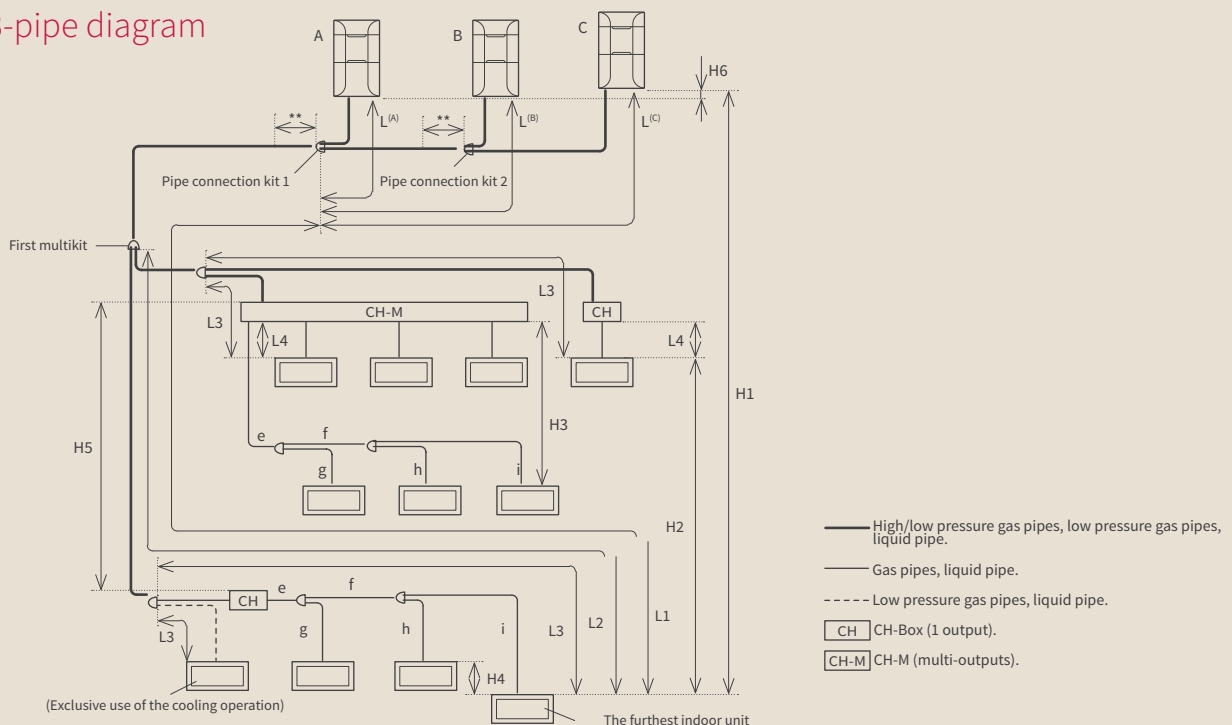 3-pipe diagram
A
B
C
H6
**
**
L(A)
L(B)
L(C)
Pipe connection kit 1
Pipe connection kit 2
First multikit
L3
L3
CH-M
CH
L4
L4
H1
H3
H5
e
f
g
h
i
H2
High/low pressure gas pipes, low pressure gas pipes,
liquid pipe.
Gas pipes, liquid pipe.
Low pressure gas pipes, liquid pipe.
CH CH-Box (1 output).
CH-M CH-M (multi-outputs).
CH
e
f
g
h
i
L3
L3
L2
L1
H4
(Exclusive use of the cooling operation)
The furthest indoor unit